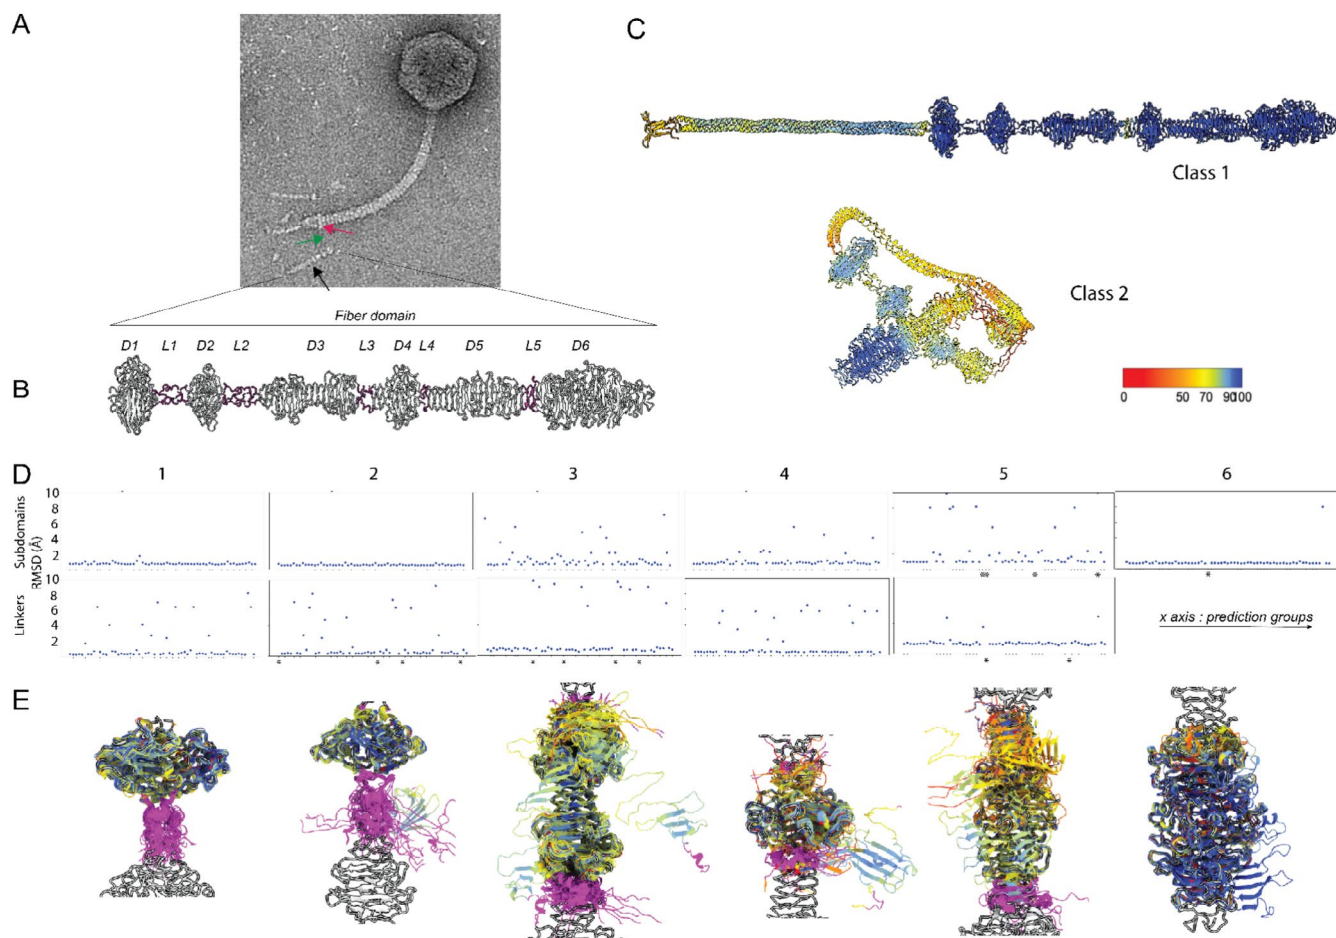 A
C
Class 1
Class 2
0 50 70 90 100
Fiber domain
D1 L1 D2 L2 D3 L3 D4 L4 D5 L5 D6
B
D
1 2 3 4 5 6
Subdomains
Linkers
RMSD (Å)
10
8
6
4
2
10
8
6
4
2
** * * *
* * * *
* * * *
* *
x axis : prediction groups
E